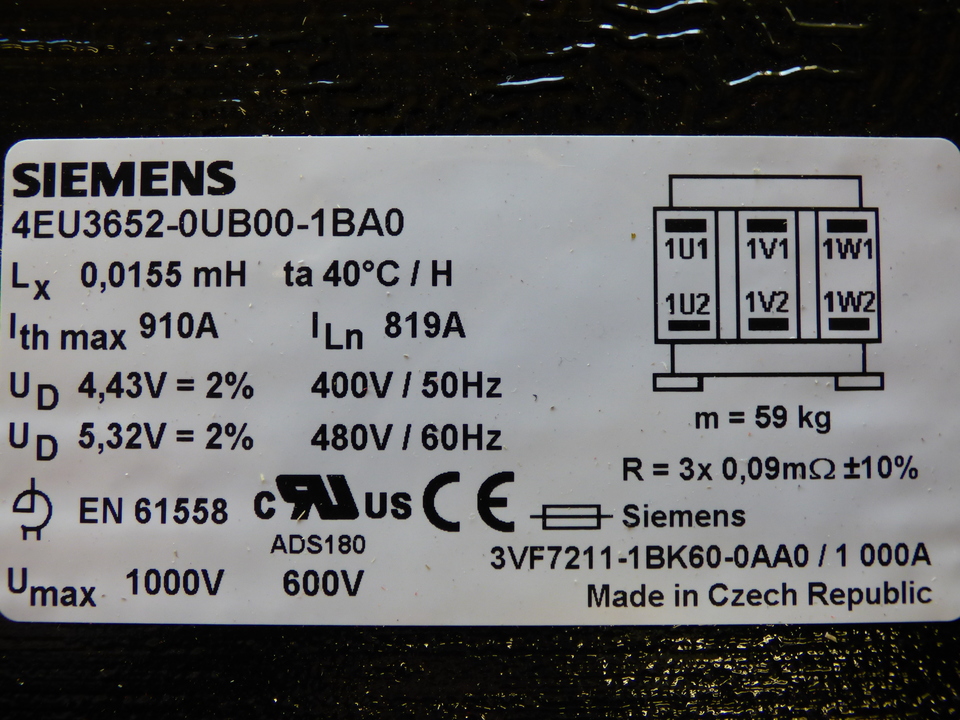 SIEMENS
4EU3652-0UB00-1BA0
Lx 0,0155 mH ta 40°C / H
Ith max 910A ILn 819A
UD 4,43V = 2% 400V / 50Hz
UD 5,32V = 2% 480V / 60Hz
EN 61558 c RU US CE
ADS180
Umax 1000V 600V
1U1 1V1 1W1
1U2 1V2 1W2
m = 59 kg
R = 3x 0,09mΩ ±10%
Siemens
3VF7211-1BK60-0AA0 / 1 000A
Made in Czech Republic